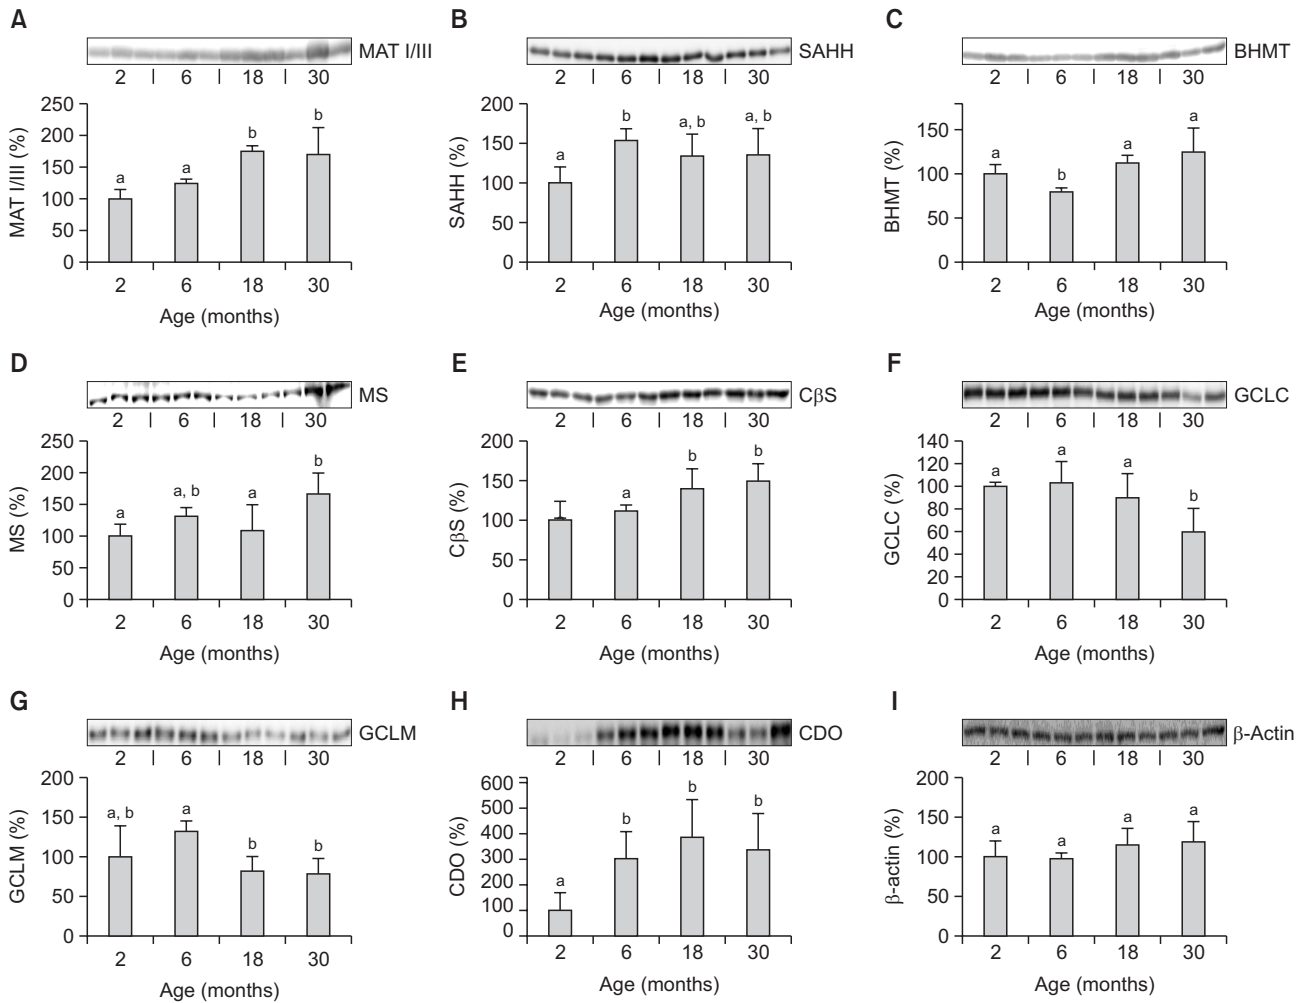 A
MAT I/III
2 | 6 | 18 | 30
MAT I/III (%)
250
200
150
100
50
0
a
a
b
b
2
6
18
30
Age (months)
B
SAHH
2 | 6 | 18 | 30
SAHH (%)
200
150
100
50
0
a
b
a, b
a, b
2
6
18
30
Age (months)
C
BHMT
2 | 6 | 18 | 30
BHMT (%)
150
100
50
0
a
b
a
a
2
6
18
30
Age (months)
D
MS
2 | 6 | 18 | 30
MS (%)
250
200
150
100
50
0
a
a, b
a
b
2
6
18
30
Age (months)
E
CβS
2 | 6 | 18 | 30
CβS (%)
200
150
100
50
0
a
b
b
2
6
18
30
Age (months)
F
GCLC
2 | 6 | 18 | 30
GCLC (%)
140
120
100
80
60
40
20
0
a
a
a
b
2
6
18
30
Age (months)
G
GCLM
2 | 6 | 18 | 30
GCLM (%)
200
150
100
50
0
a, b
a
b
b
2
6
18
30
Age (months)
H
CDO
2 | 6 | 18 | 30
CDO (%)
600
500
400
300
200
100
0
a
b
b
b
2
6
18
30
Age (months)
I
β-Actin
2 | 6 | 18 | 30
β-actin (%)
200
150
100
50
0
a
a
a
a
2
6
18
30
Age (months)